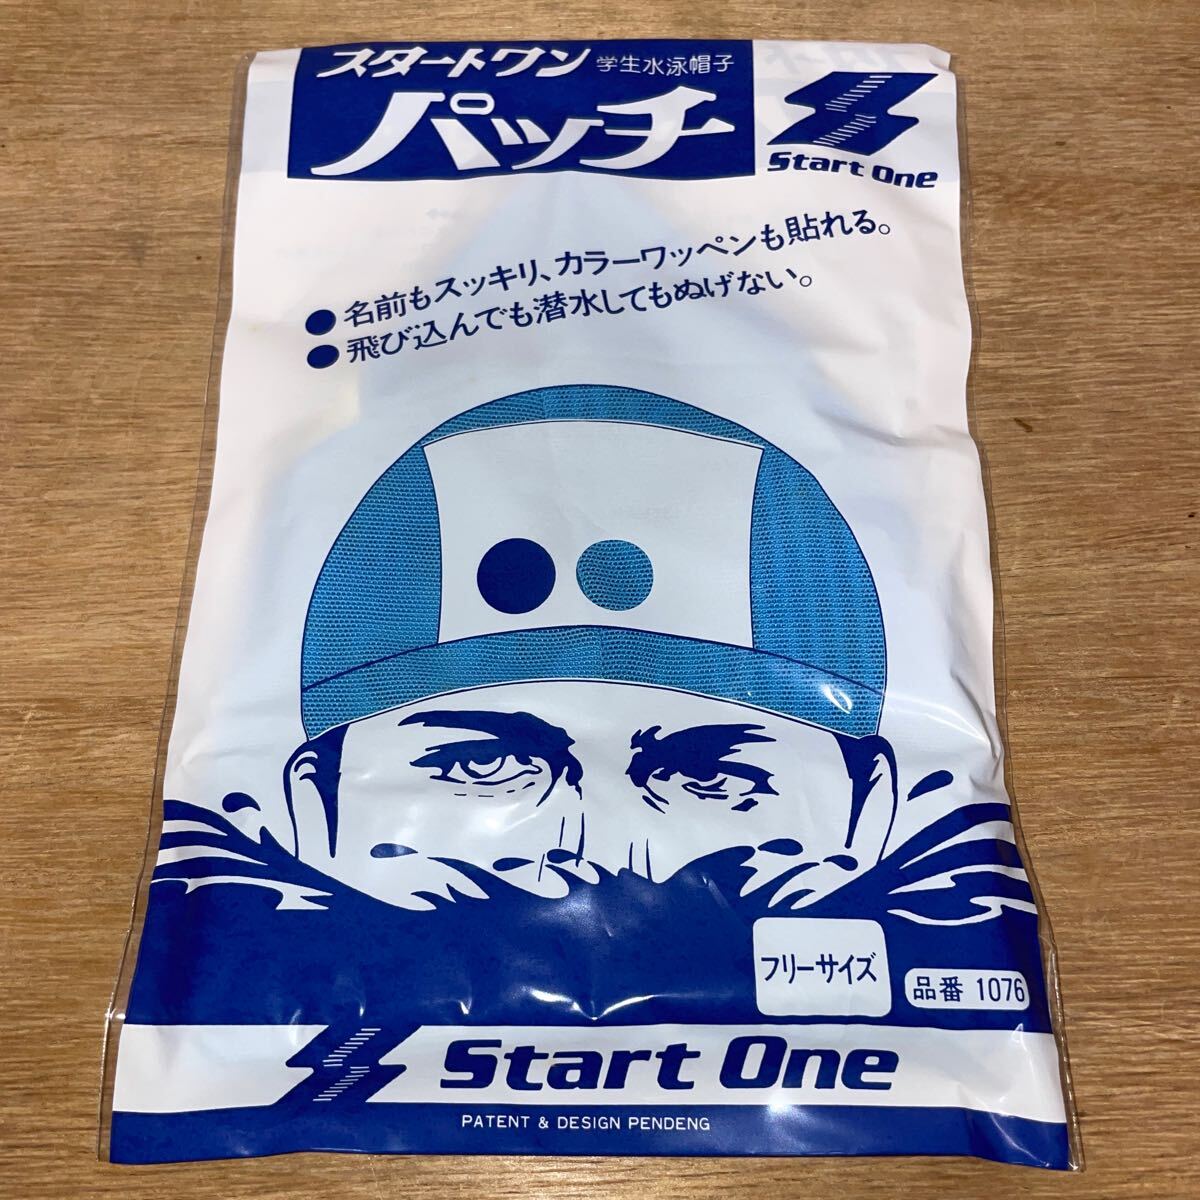 スタートワン 学生水泳帽子
パッチ
Start One
●名前もスッキリ、カラーワッペンも貼れる。
●飛び込んでも潜水してもぬげない。
フリーサイズ
品番 1076
Start One
PATENT & DESIGN PENDENG